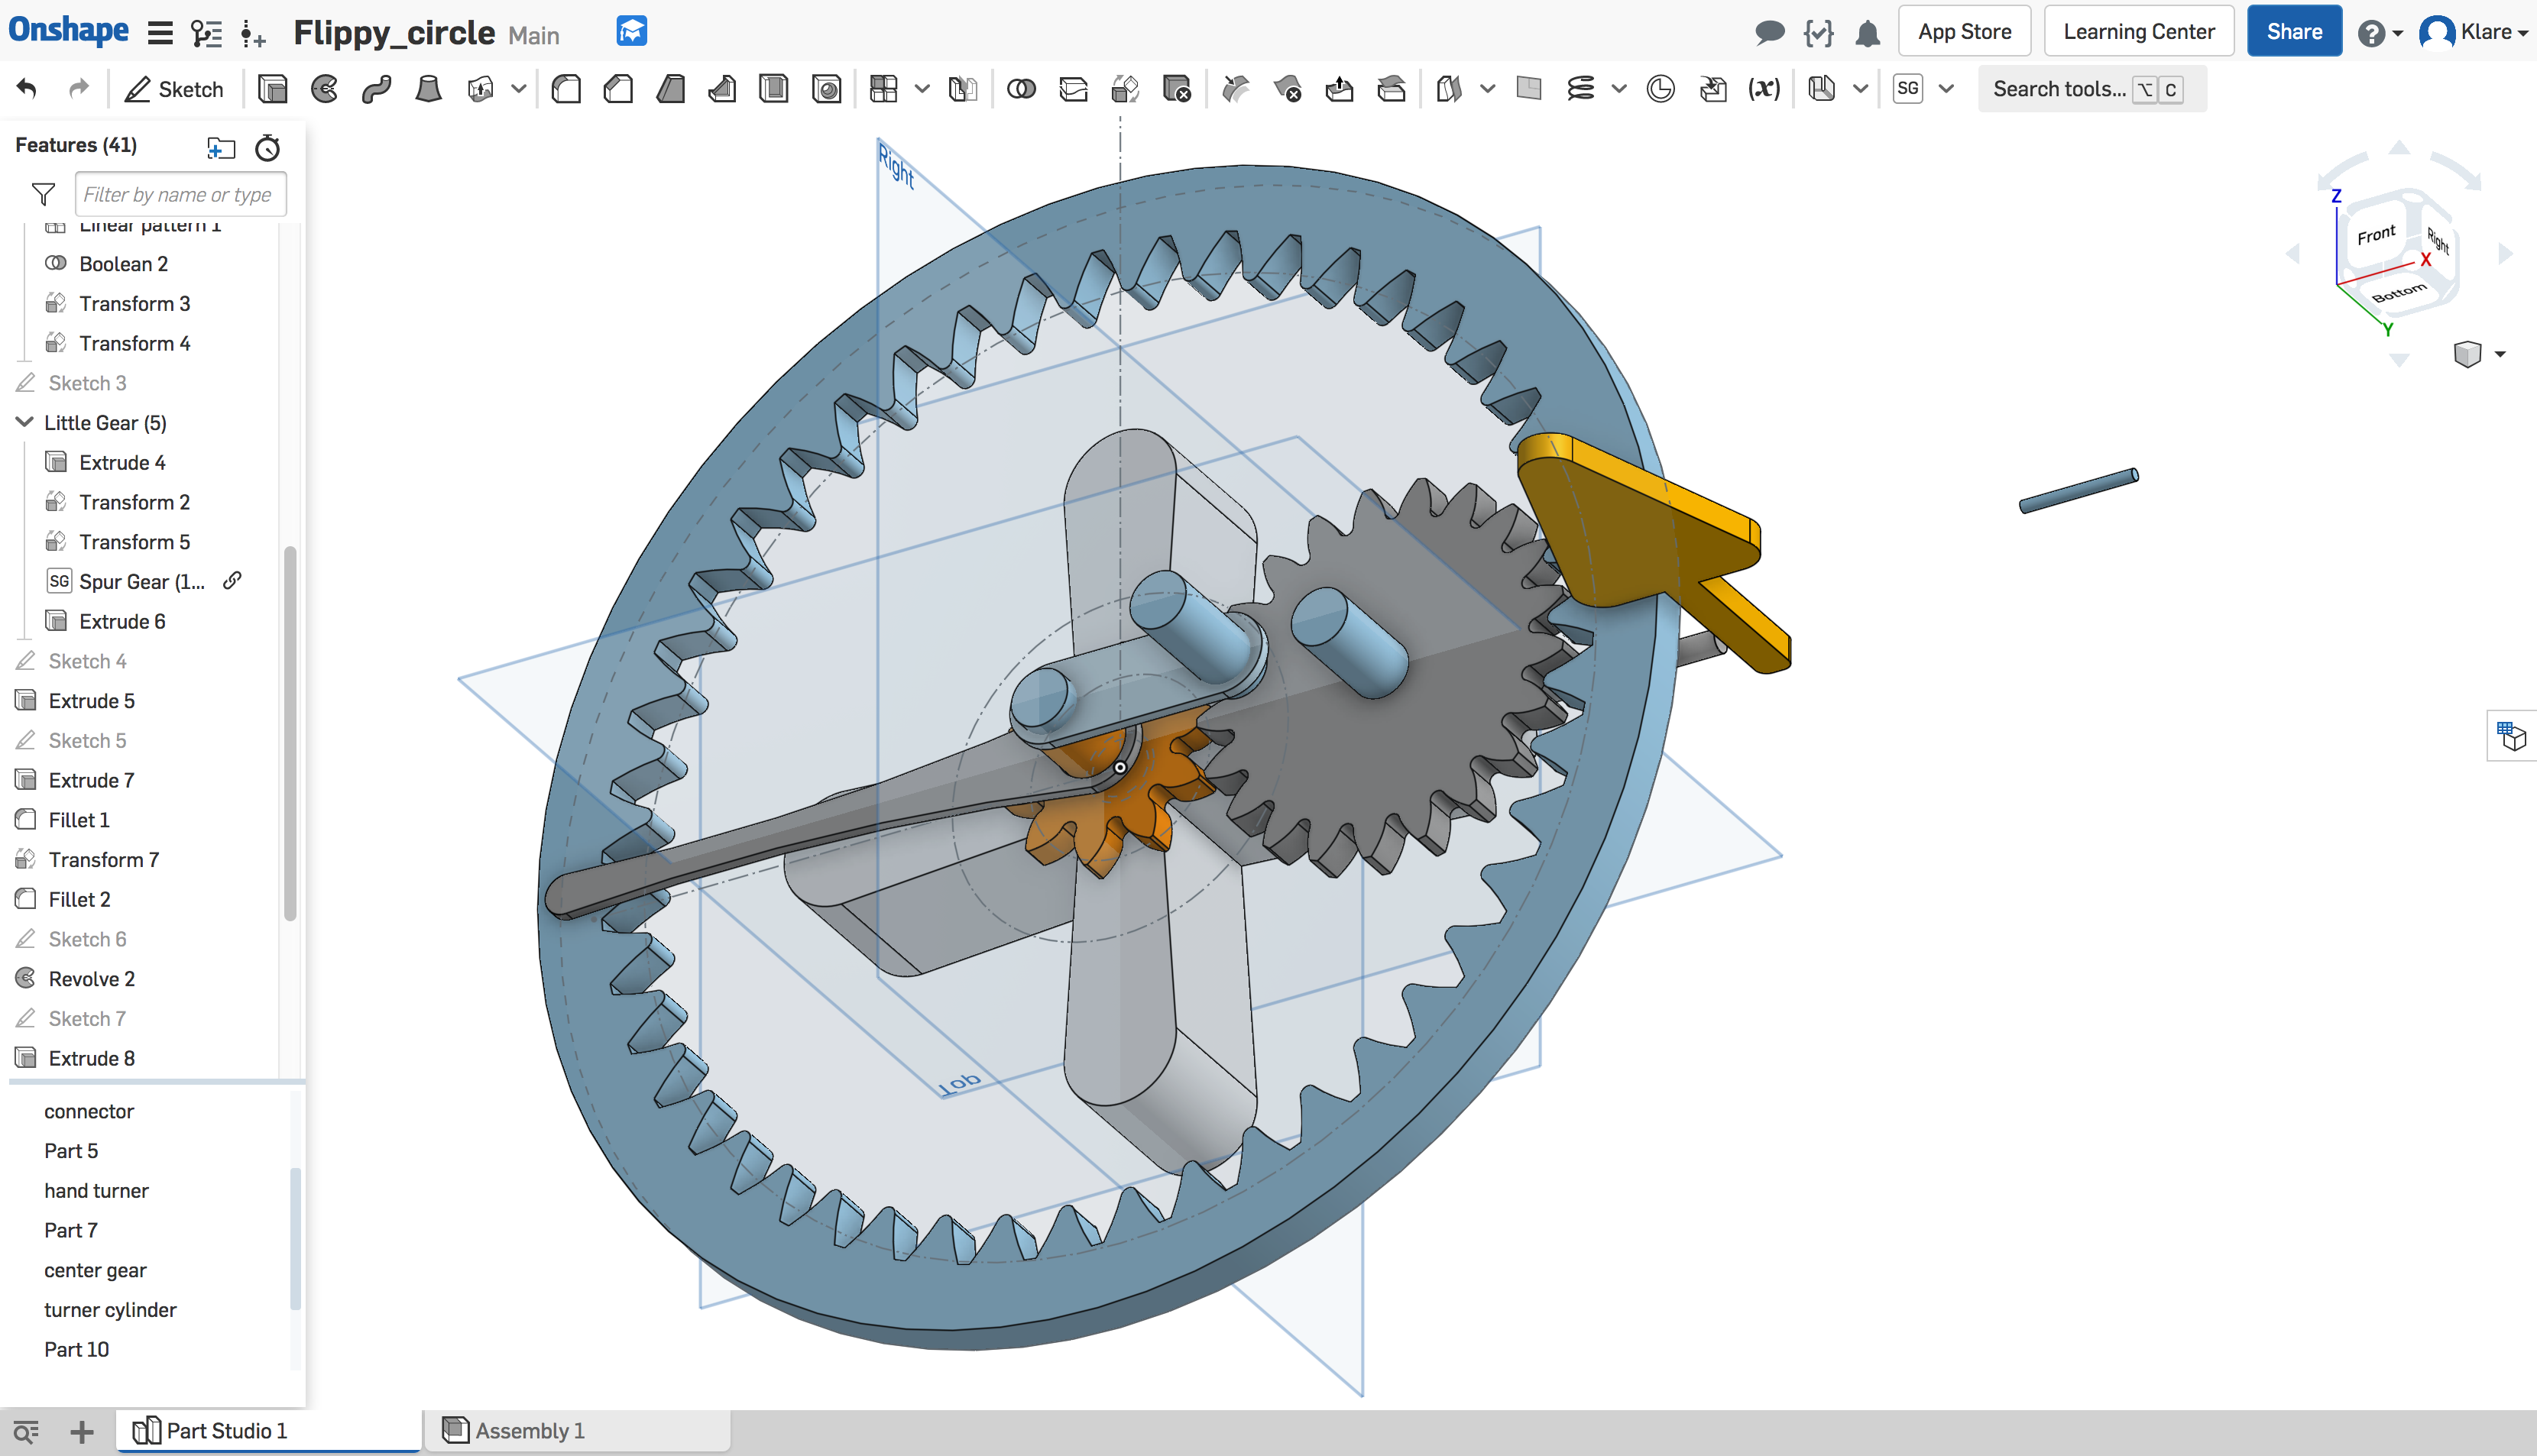 Onshape
Flippy_circle Main
App Store
Learning Center
Share
Klare
Sketch
(x)
SG
Search tools... ⌥ C
Features (41)
Filter by name or type
Linear pattern 1
Boolean 2
Transform 3
Transform 4
Sketch 3
Little Gear (5)
Extrude 4
Transform 2
Transform 5
SG Spur Gear (1...
Extrude 6
Sketch 4
Extrude 5
Sketch 5
Extrude 7
Fillet 1
Transform 7
Fillet 2
Sketch 6
Revolve 2
Sketch 7
Extrude 8
connector
Part 5
hand turner
Part 7
center gear
turner cylinder
Part 10
Right
Top
Z
Front
Right
X
Bottom
Y
Part Studio 1
Assembly 1